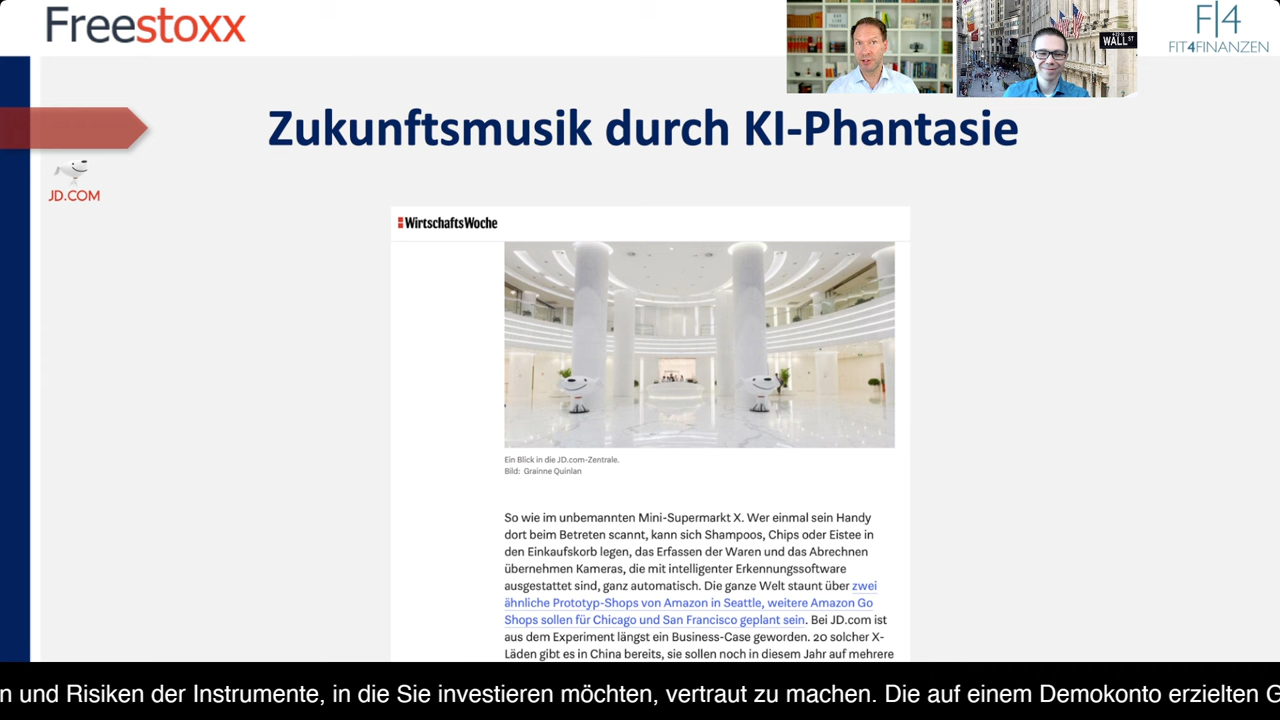 Freestoxx
WALL ST
F|4
FIT4FINANZEN
Zukunftsmusik durch KI-Phantasie
JD.COM
WirtschaftsWoche
Ein Blick in die JD.com-Zentrale.
Bild: Grainne Quinlan
So wie im unbemannten Mini-Supermarkt X. Wer einmal sein Handy
dort beim Betreten scannt, kann sich Shampoos, Chips oder Eistee in
den Einkaufskorb legen, das Erfassen der Waren und das Abrechnen
übernehmen Kameras, die mit intelligenter Erkennungssoftware
ausgestattet sind, ganz automatisch. Die ganze Welt staunt über zwei
ähnliche Prototyp-Shops von Amazon in Seattle, weitere Amazon Go
Shops sollen für Chicago und San Francisco geplant sein. Bei JD.com ist
aus dem Experiment längst ein Business-Case geworden. 20 solcher X-
Läden gibt es in China bereits, sie sollen noch in diesem Jahr auf mehrere
n und Risiken der Instrumente, in die Sie investieren möchten, vertraut zu machen. Die auf einem Demokonto erzielten G